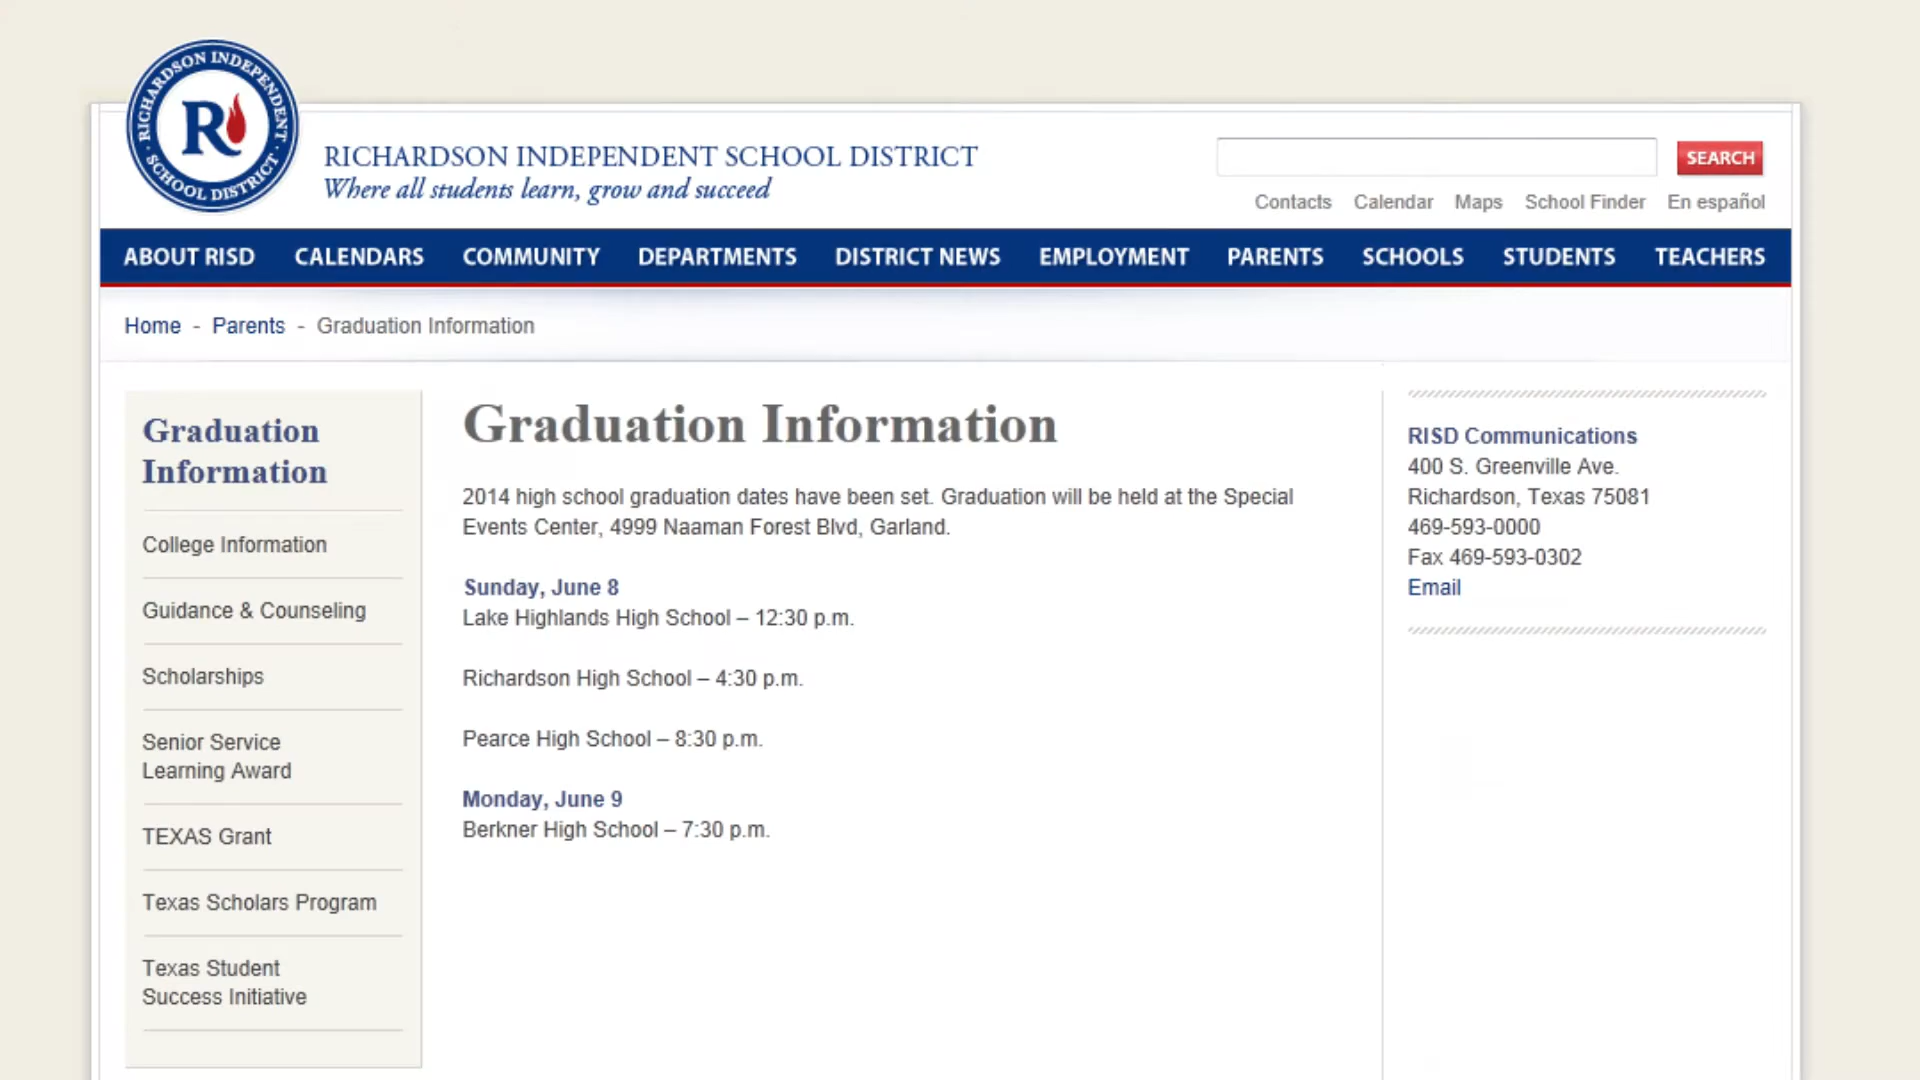 RICHARDSON INDEPENDENT
· SCHOOL DISTRICT ·
R
RICHARDSON INDEPENDENT SCHOOL DISTRICT
Where all students learn, grow and succeed
SEARCH
Contacts Calendar Maps School Finder En español
ABOUT RISD CALENDARS COMMUNITY DEPARTMENTS DISTRICT NEWS EMPLOYMENT PARENTS SCHOOLS STUDENTS TEACHERS
Home - Parents - Graduation Information
Graduation
Information
College Information
Guidance & Counseling
Scholarships
Senior Service
Learning Award
TEXAS Grant
Texas Scholars Program
Texas Student
Success Initiative
Graduation Information
2014 high school graduation dates have been set. Graduation will be held at the Special
Events Center, 4999 Naaman Forest Blvd, Garland.
Sunday, June 8
Lake Highlands High School – 12:30 p.m.
Richardson High School – 4:30 p.m.
Pearce High School – 8:30 p.m.
Monday, June 9
Berkner High School – 7:30 p.m.
RISD Communications
400 S. Greenville Ave.
Richardson, Texas 75081
469-593-0000
Fax 469-593-0302
Email